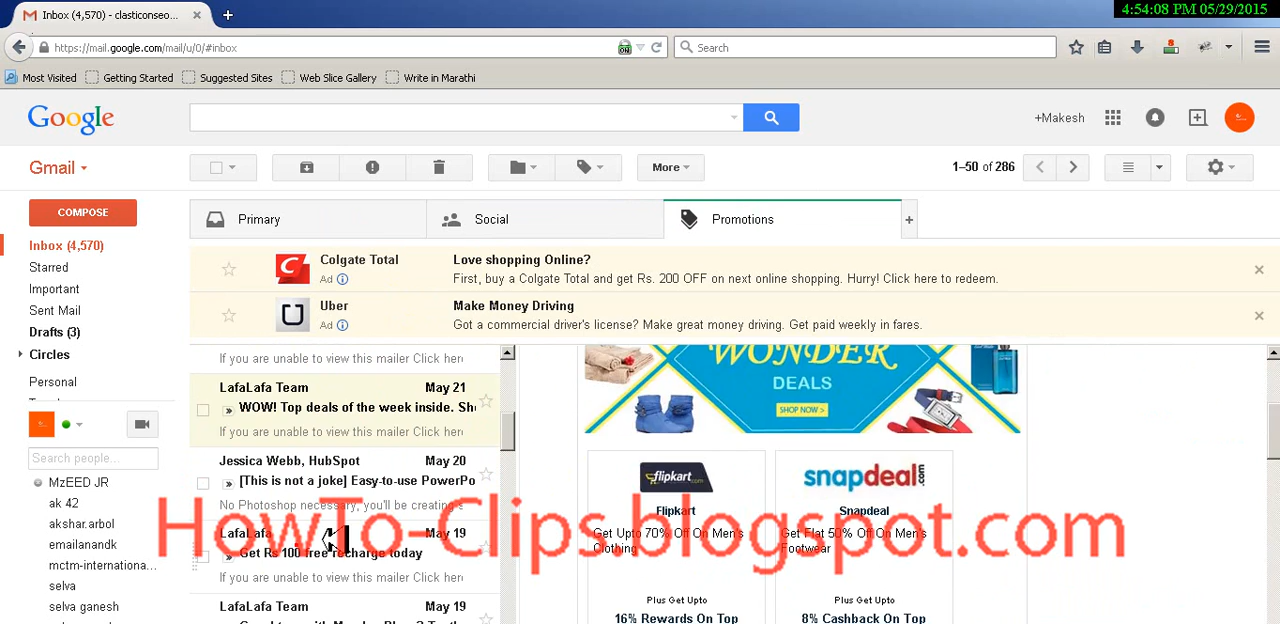 4:54:08 PM 05/29/2015
Inbox (4,570) - clasticonseo...
https://mail.google.com/mail/u/0/#inbox
Search
Most Visited Getting Started Suggested Sites Web Slice Gallery Write in Marathi
Google
+Makesh
Gmail
More
1–50 of 286
COMPOSE
Inbox (4,570)
Starred
Important
Sent Mail
Drafts (3)
Circles
Personal
Search people...
MzEED JR
ak 42
akshar.arbol
emailanandk
mctm-internationa...
selva
selva ganesh
Primary
Social
Promotions
Colgate Total
Ad
Love shopping Online?
First, buy a Colgate Total and get Rs. 200 OFF on next online shopping. Hurry! Click here to redeem.
Uber
Ad
Make Money Driving
Got a commercial driver's license? Make great money driving. Get paid weekly in fares.
If you are unable to view this mailer Click here
LafaLafa Team May 21
WOW! Top deals of the week inside. Sh
If you are unable to view this mailer Click here
Jessica Webb, HubSpot May 20
[This is not a joke] Easy-to-use PowerPo
No Photoshop necessary, you'll be creating s
LafaLafa May 19
Get Rs 100 free recharge today
If you are unable to view this mailer Click here
LafaLafa Team May 19
WONDER
DEALS
SHOP NOW >
flipkart.com
Flipkart
Get Upto 70% Off On Men's
Clothing
Plus Get Upto
16% Rewards On Top
snapdeal.com
Snapdeal
Get Flat 50% Off On Men's
Footwear
Plus Get Upto
8% Cashback On Top
HowTo-Clips.blogspot.com